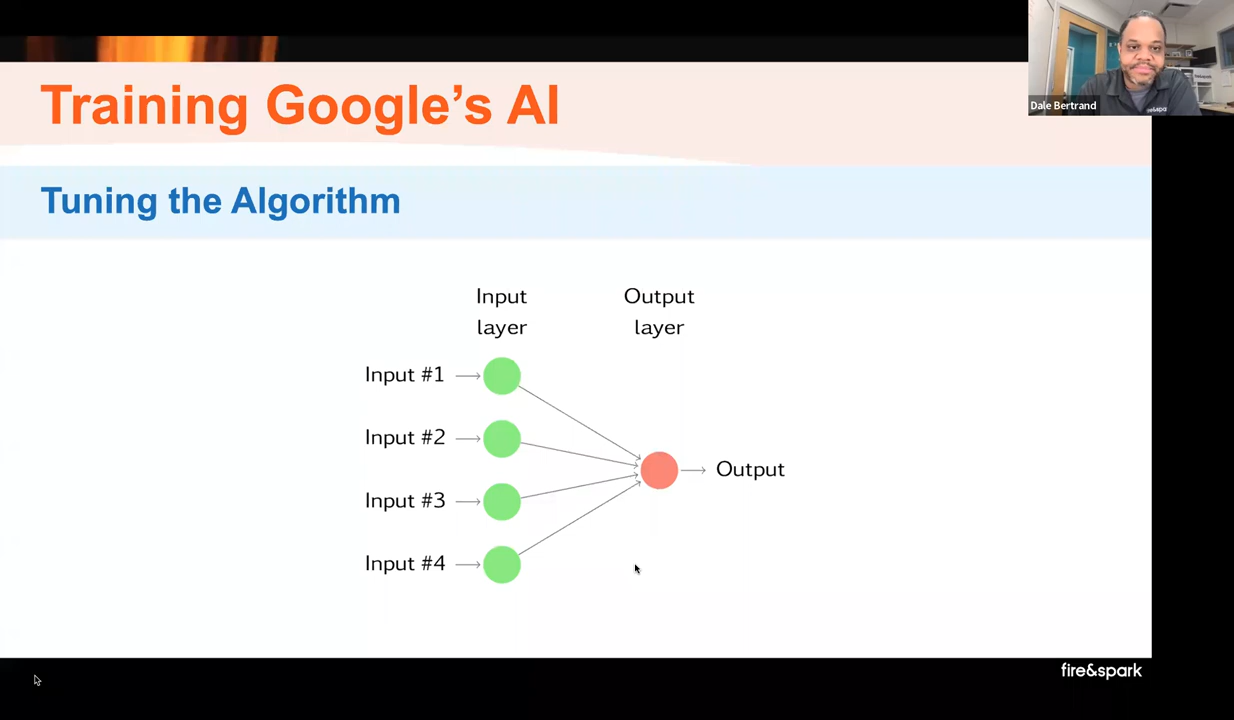 Training Google's AI
Dale Bertrand
Tuning the Algorithm
Input
layer
Output
layer
Input #1
Input #2
Input #3
Input #4
Output
fire&spark